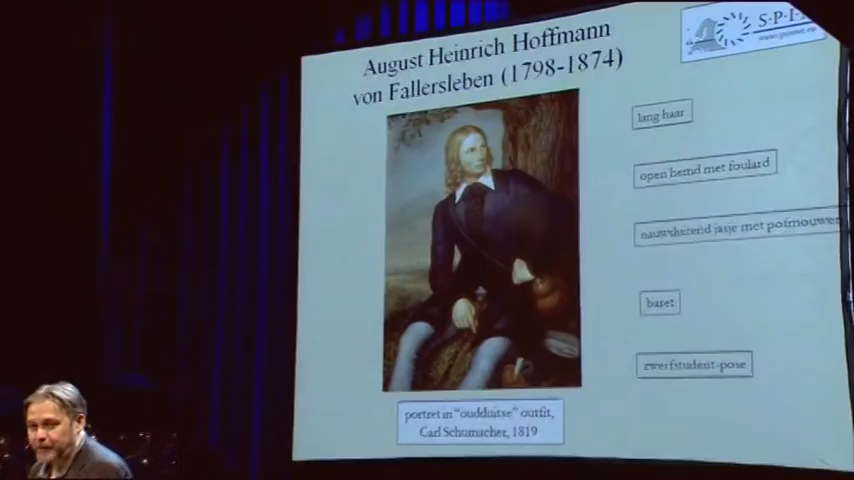 August Heinrich Hoffmann
von Fallersleben (1798-1874)
lang haar
open hemd met foulard
nauwsluitend jasje met pofmouwen
baret
zwerfstudent-pose
portret in "oudduitse" outfit,
Carl Schumacher, 1819